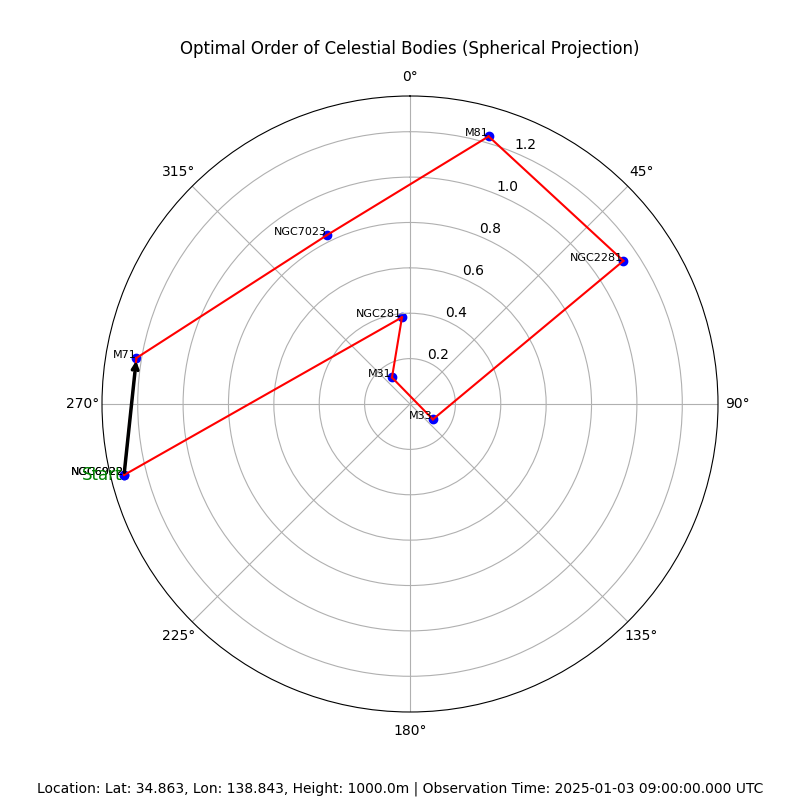 Optimal Order of Celestial Bodies (Spherical Projection)
0°
M81
1.2
315°
45°
1.0
NGC7023
0.8
NGC2281
0.6
NGC281
0.4
M71
0.2
M31
270°
90°
M33
Start
225°
135°
180°
Location: Lat: 34.863, Lon: 138.843, Height: 1000.0m | Observation Time: 2025-01-03 09:00:00.000 UTC